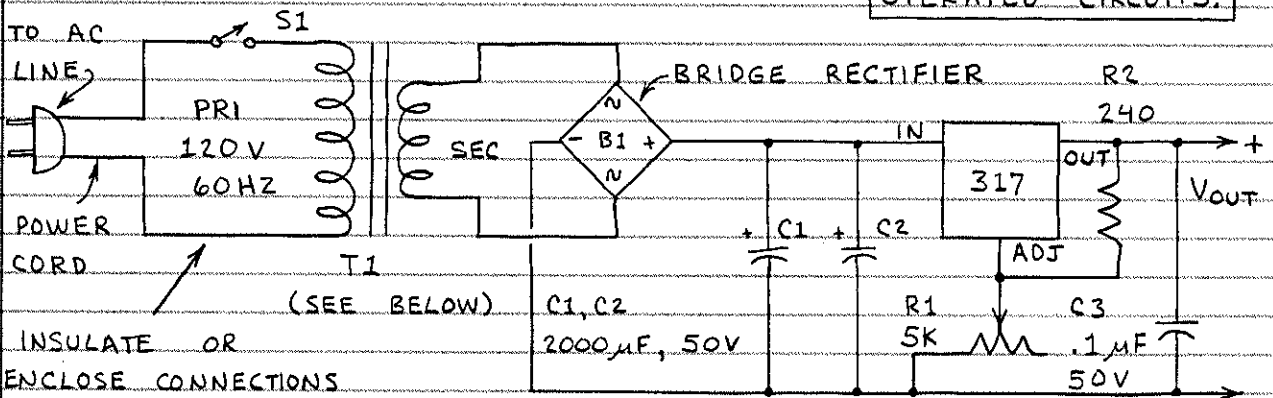 OPERATED CIRCUITS.
TO AC
LINE
S1
PRI
120V
60HZ
POWER
CORD
INSULATE OR
ENCLOSE CONNECTIONS
T1
(SEE BELOW)
SEC
BRIDGE RECTIFIER
~
- B1 +
~
C1, C2
2000µF, 50V
+ C1
+ C2
IN
317
OUT
ADJ
R2
240
R1
5K
C3
.1µF
50V
+
VOUT